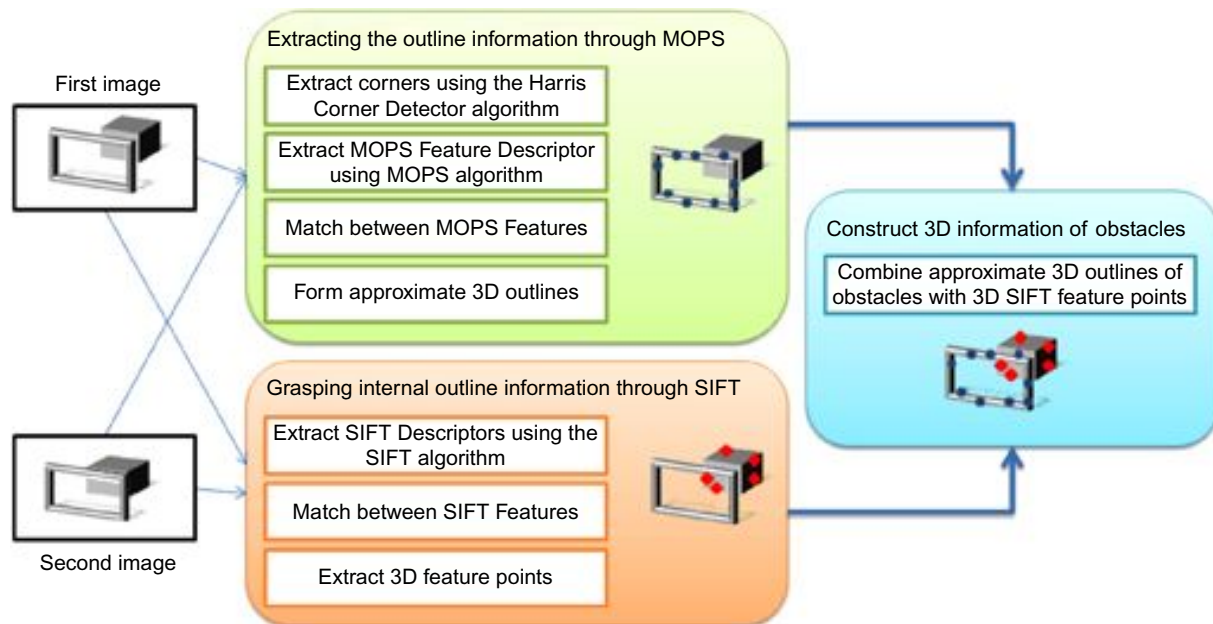 First image
Second image
Extracting the outline information through MOPS
Extract corners using the Harris
Corner Detector algorithm
Extract MOPS Feature Descriptor
using MOPS algorithm
Match between MOPS Features
Form approximate 3D outlines
Grasping internal outline information through SIFT
Extract SIFT Descriptors using the
SIFT algorithm
Match between SIFT Features
Extract 3D feature points
Construct 3D information of obstacles
Combine approximate 3D outlines of
obstacles with 3D SIFT feature points